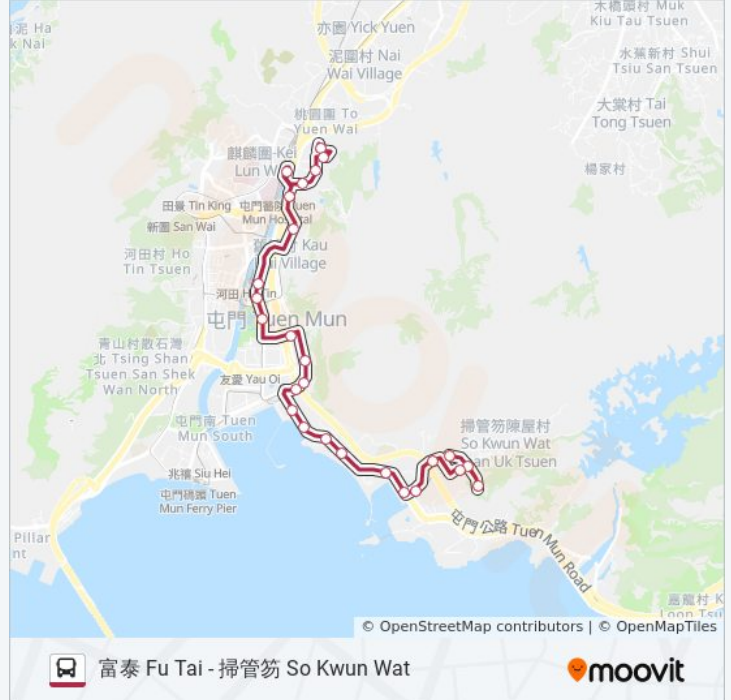 木橋頭村 Muk
Kiu Tau Tsuen
泥 Ha
k Nai
亦園/Yick Yuen
泥圍村 Nai
Wai Village
水蕉新村 Shui
Tsiu San Tsuen
大棠村 Tai
Tong Tsuen
桃園圍 To
Yuen Wai
麒麟圍-Kei
Lun W
楊家村
田景 Tin King
屯門醫院 Tuen
Mun Hospital
新圍 San Wai
河田村 Ho
Tin Tsuen
村 Kau
Village
河田 H Tin
屯門 Tuen Mun
青山村散石灣
北 Tsing Shan
Tsuen San Shek
Wan North
友愛 Yau Oi
屯門南 Tuen
Mun South
掃管笏陳屋村
So Kwun Wat
an Uk Tsuen
兆禧 Siu Hei
屯門碼頭 Tuen
Mun Ferry Pier
屯門公路 Tuen Mun Road
Pillar
nt
嘉龍村 K
Loon Tsu
© OpenStreetMap contributors | © OpenMapTiles
富泰 Fu Tai - 掃管笏 So Kwun Wat
moovit